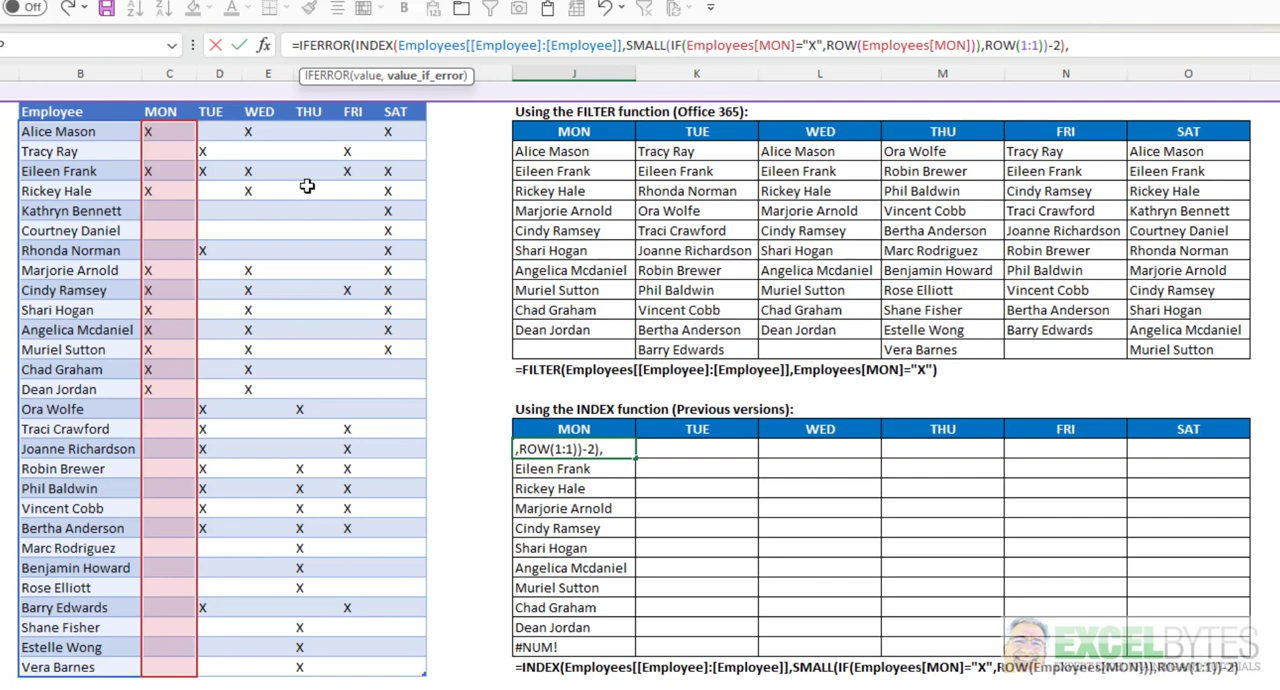 Off
P =IFERROR(INDEX(Employees[[Employee]:[Employee]],SMALL(IF(Employees[MON]="X",ROW(Employees[MON])),ROW(1:1))-2),
IFERROR(value, value_if_error)
B C D E F G H J K L M N O
Employee MON TUE WED THU FRI SAT
Alice Mason X X X
Tracy Ray X X
Eileen Frank X X X X X
Rickey Hale X X X
Kathryn Bennett X
Courtney Daniel X
Rhonda Norman X X
Marjorie Arnold X X X
Cindy Ramsey X X X X
Shari Hogan X X X
Angelica Mcdaniel X X X
Muriel Sutton X X X
Chad Graham X X
Dean Jordan X X
Ora Wolfe X X
Traci Crawford X X
Joanne Richardson X X
Robin Brewer X X X
Phil Baldwin X X X
Vincent Cobb X X X
Bertha Anderson X X X
Marc Rodriguez X
Benjamin Howard X
Rose Elliott X
Barry Edwards X X
Shane Fisher X
Estelle Wong X
Vera Barnes X
Using the FILTER function (Office 365):
MON TUE WED THU FRI SAT
Alice Mason Tracy Ray Alice Mason Ora Wolfe Tracy Ray Alice Mason
Eileen Frank Eileen Frank Eileen Frank Robin Brewer Eileen Frank Eileen Frank
Rickey Hale Rhonda Norman Rickey Hale Phil Baldwin Cindy Ramsey Rickey Hale
Marjorie Arnold Ora Wolfe Marjorie Arnold Vincent Cobb Traci Crawford Kathryn Bennett
Cindy Ramsey Traci Crawford Cindy Ramsey Bertha Anderson Joanne Richardson Courtney Daniel
Shari Hogan Joanne Richardson Shari Hogan Marc Rodriguez Robin Brewer Rhonda Norman
Angelica Mcdaniel Robin Brewer Angelica Mcdaniel Benjamin Howard Phil Baldwin Marjorie Arnold
Muriel Sutton Phil Baldwin Muriel Sutton Rose Elliott Vincent Cobb Cindy Ramsey
Chad Graham Vincent Cobb Chad Graham Shane Fisher Bertha Anderson Shari Hogan
Dean Jordan Bertha Anderson Dean Jordan Estelle Wong Barry Edwards Angelica Mcdaniel
Barry Edwards Vera Barnes Muriel Sutton
=FILTER(Employees[[Employee]:[Employee]],Employees[MON]="X")
Using the INDEX function (Previous versions):
MON TUE WED THU FRI SAT
,ROW(1:1))-2),
Eileen Frank
Rickey Hale
Marjorie Arnold
Cindy Ramsey
Shari Hogan
Angelica Mcdaniel
Muriel Sutton
Chad Graham
Dean Jordan
#NUM!
=INDEX(Employees[[Employee]:[Employee]],SMALL(IF(Employees[MON]="X",ROW(Employees[MON])),ROW(1:1))-2)
EXCELBYTES